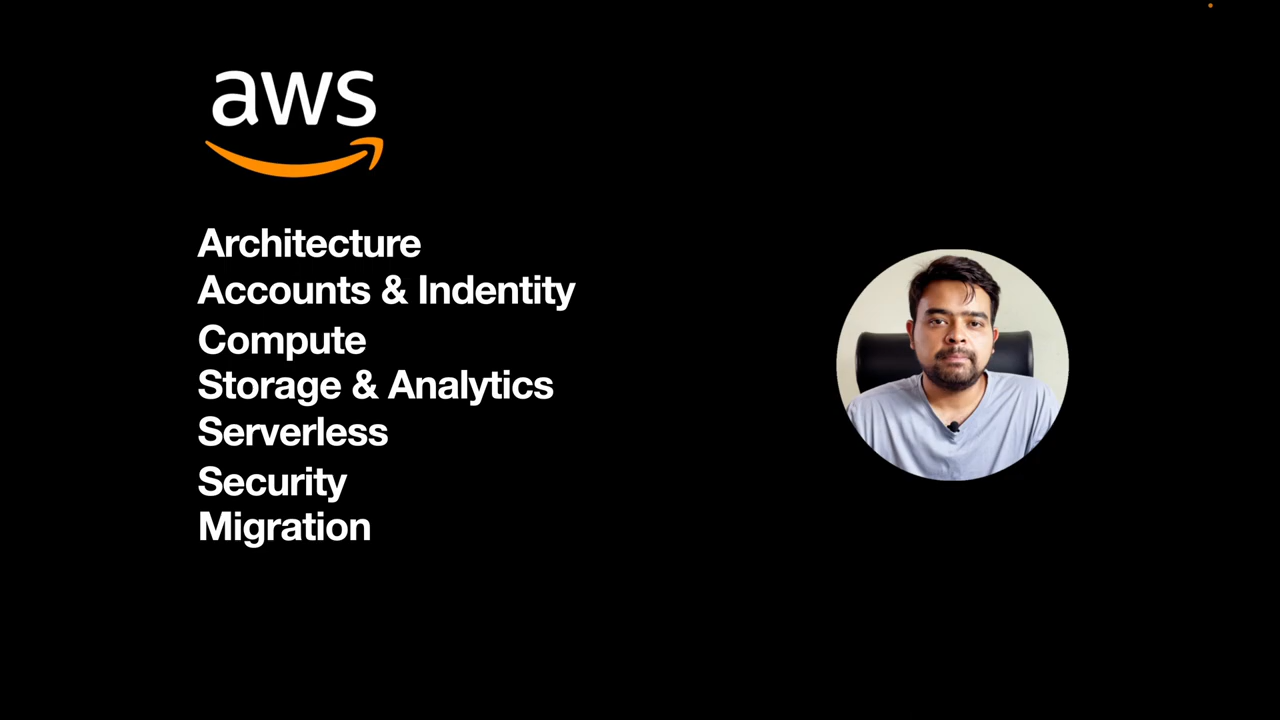 aws
Architecture
Accounts & Indentity
Compute
Storage & Analytics
Serverless
Security
Migration